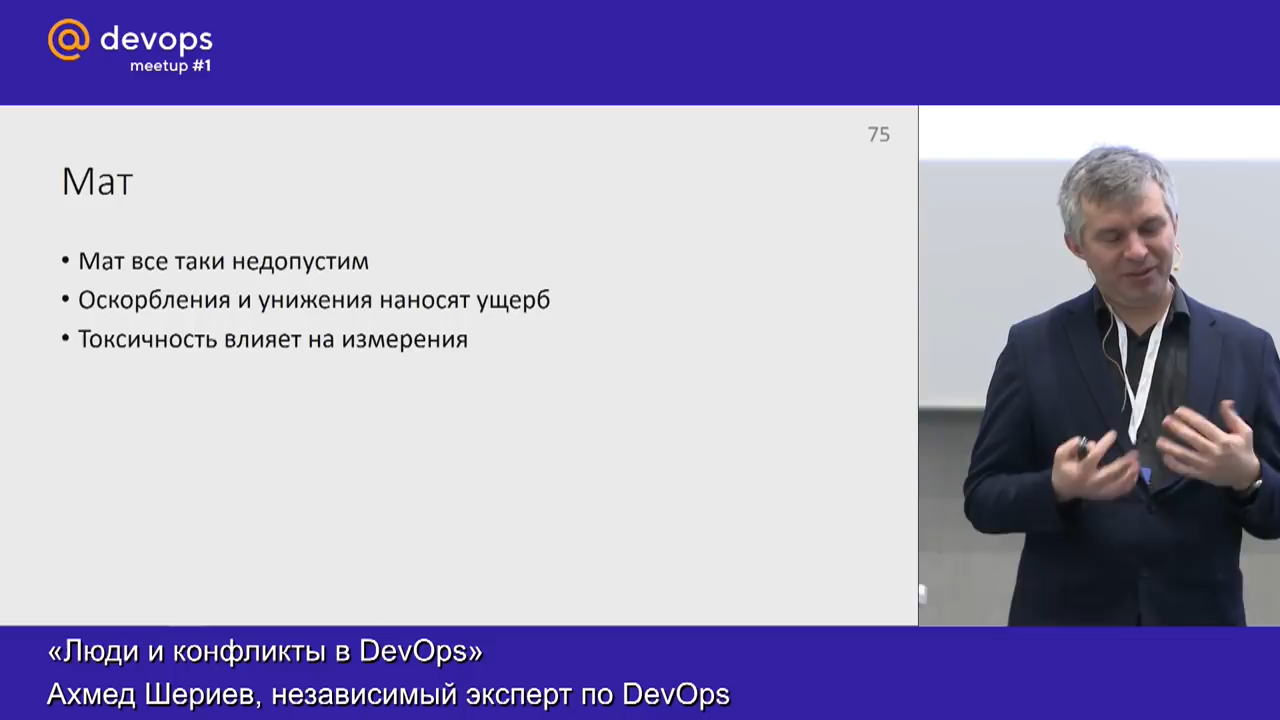 @ devops
meetup #1
75
Мат
• Мат все таки недопустим
• Оскорбления и унижения наносят ущерб
• Токсичность влияет на измерения
«Люди и конфликты в DevOps»
Ахмед Шериев, независимый эксперт по DevOps